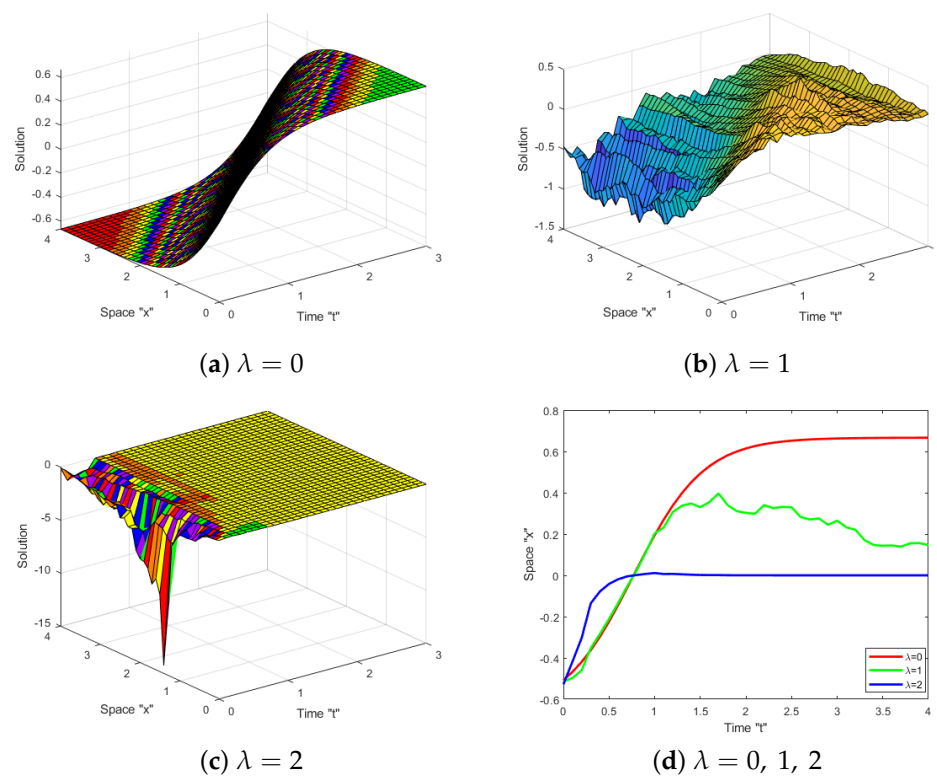 0.6
0.4
0.2
0
-0.2
-0.4
-0.6
Solution
4
3
2
1
0
Space "x"
0
1
2
3
Time "t"
(a) λ = 0
0.5
0
-0.5
-1
-1.5
Solution
4
3
2
1
0
Space "x"
0
1
2
Time "t"
(b) λ = 1
0
-5
-10
-15
Solution
4
3
2
1
0
Space "x"
0
1
2
3
Time "t"
(c) λ = 2
0.8
0.6
0.4
0.2
0
-0.2
-0.4
-0.6
Space "x"
0 0.5 1 1.5 2 2.5 3 3.5 4
Time "t"
λ=0
λ=1
λ=2
(d) λ = 0, 1, 2